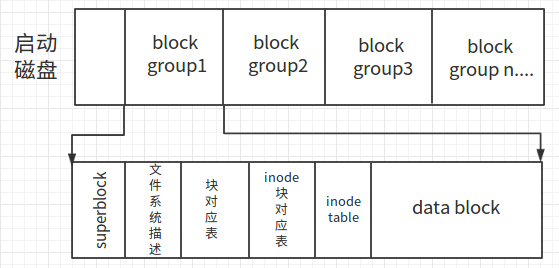 启动
磁盘
block
group1
block
group2
block
group3
block
group n....
superblock
文
件
系
统
描
述
块
对
应
表
inode
块
对
应
表
inode
table
data block